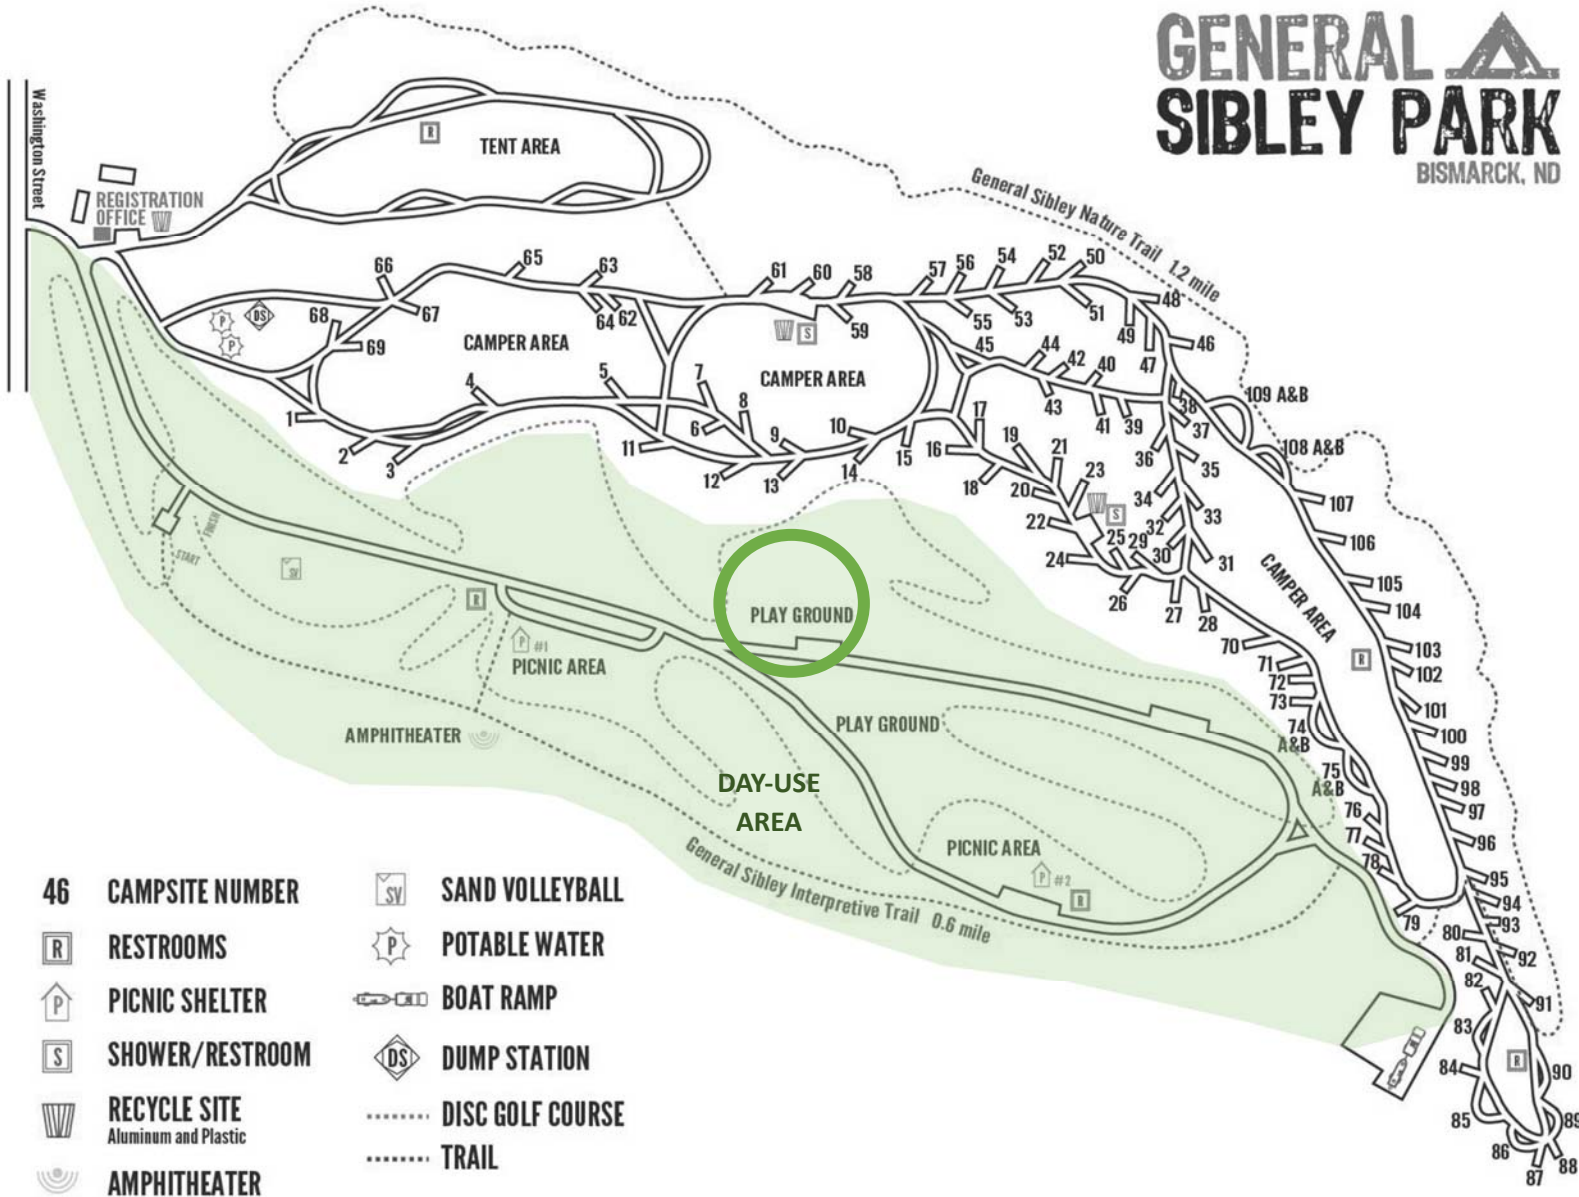 GENERAL
SIBLEY PARK
BISMARCK, ND
Washington Street
REGISTRATION
OFFICE
R
TENT AREA
General Sibley Nature Trail 1.2 mile
66
65
63
61
60
58
57
56
54
52
50
68
67
64
62
59
55
53
51
49
48
47
46
P
DS
P
69
CAMPER AREA
S
CAMPER AREA
45
44
42
40
43
41
39
38
37
109 A&B
108 A&B
1
2
3
4
5
7
8
6
9
10
11
12
13
14
15
16
17
18
19
20
21
22
23
S
24
25
29
26
27
28
30
31
32
33
34
35
36
107
106
105
104
103
102
101
100
99
98
97
96
95
94
93
92
91
90
89
88
87
86
85
84
83
82
81
80
79
78
77
76
75
A&B
74
A&B
73
72
71
70
CAMPER AREA
R
R
START
FINISH
SV
R
P #1
PICNIC AREA
AMPHITHEATER
PLAY GROUND
PLAY GROUND
DAY-USE
AREA
PICNIC AREA
P #2
R
General Sibley Interpretive Trail 0.6 mile
46 CAMPSITE NUMBER
R RESTROOMS
P PICNIC SHELTER
S SHOWER/RESTROOM
RECYCLE SITE
Aluminum and Plastic
AMPHITHEATER
SV SAND VOLLEYBALL
P POTABLE WATER
BOAT RAMP
DS DUMP STATION
DISC GOLF COURSE
TRAIL